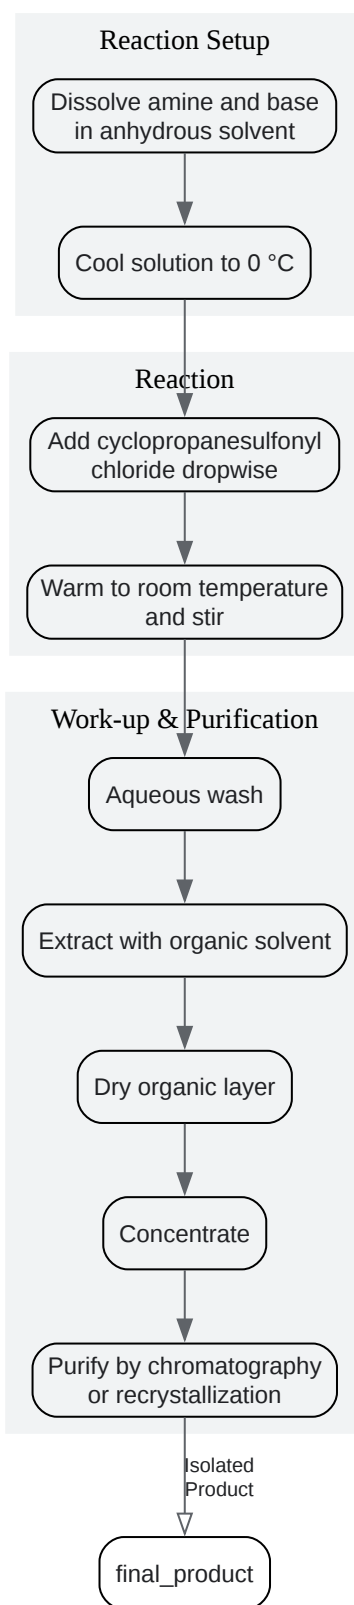 Reaction Setup
Dissolve amine and base
in anhydrous solvent
Cool solution to 0 °C
Reaction
Add cyclopropanesulfonyl
chloride dropwise
Warm to room temperature
and stir
Work-up & Purification
Aqueous wash
Extract with organic solvent
Dry organic layer
Concentrate
Purify by chromatography
or recrystallization
Isolated
Product
final_product